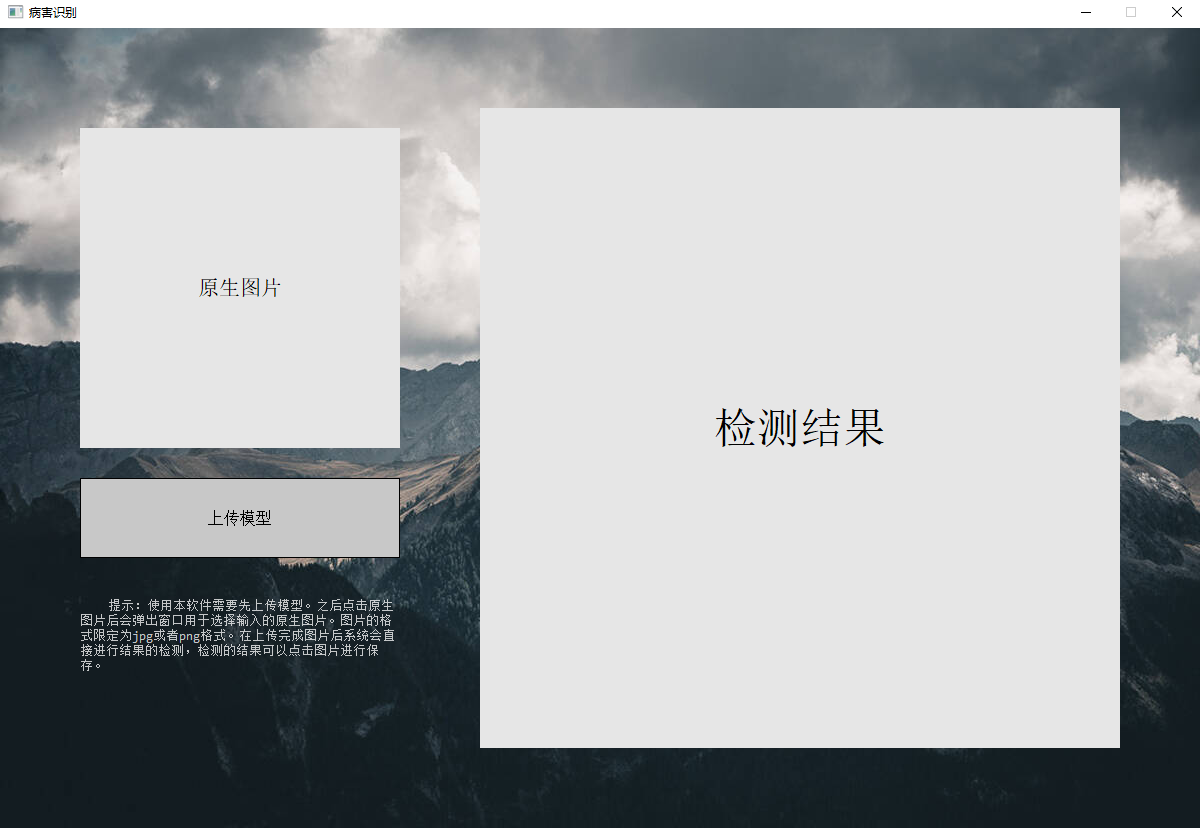 病害识别
原生图片
检测结果
上传模型
提示：使用本软件需要先上传模型。之后点击原生
图片后会弹出窗口用于选择输入的原生图片。图片的格
式限定为jpg或者png格式。在上传完成图片后系统会直
接进行结果的检测，检测的结果可以点击图片进行保
存。